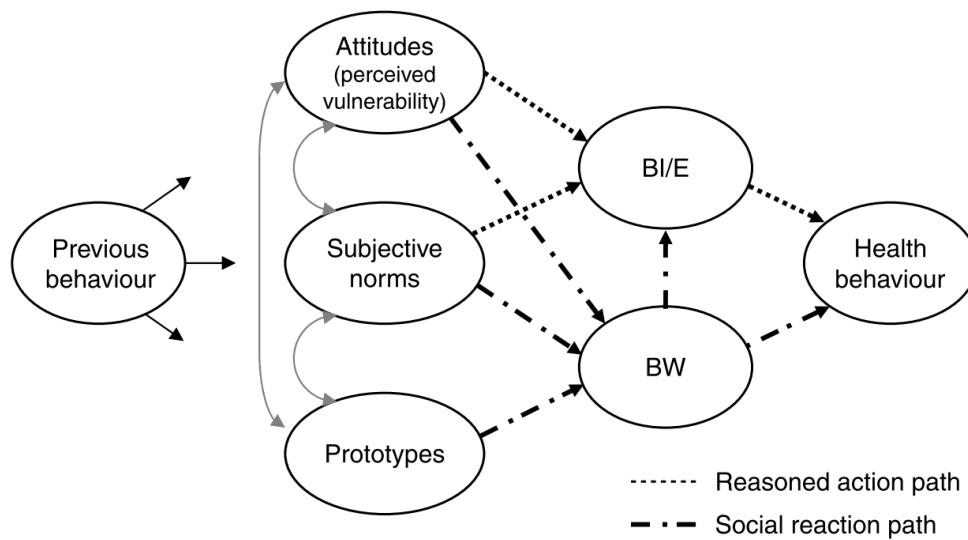 Attitudes
(perceived
vulnerability)
BI/E
Previous
behaviour
Subjective
norms
Health
behaviour
BW
Prototypes
Reasoned action path
Social reaction path